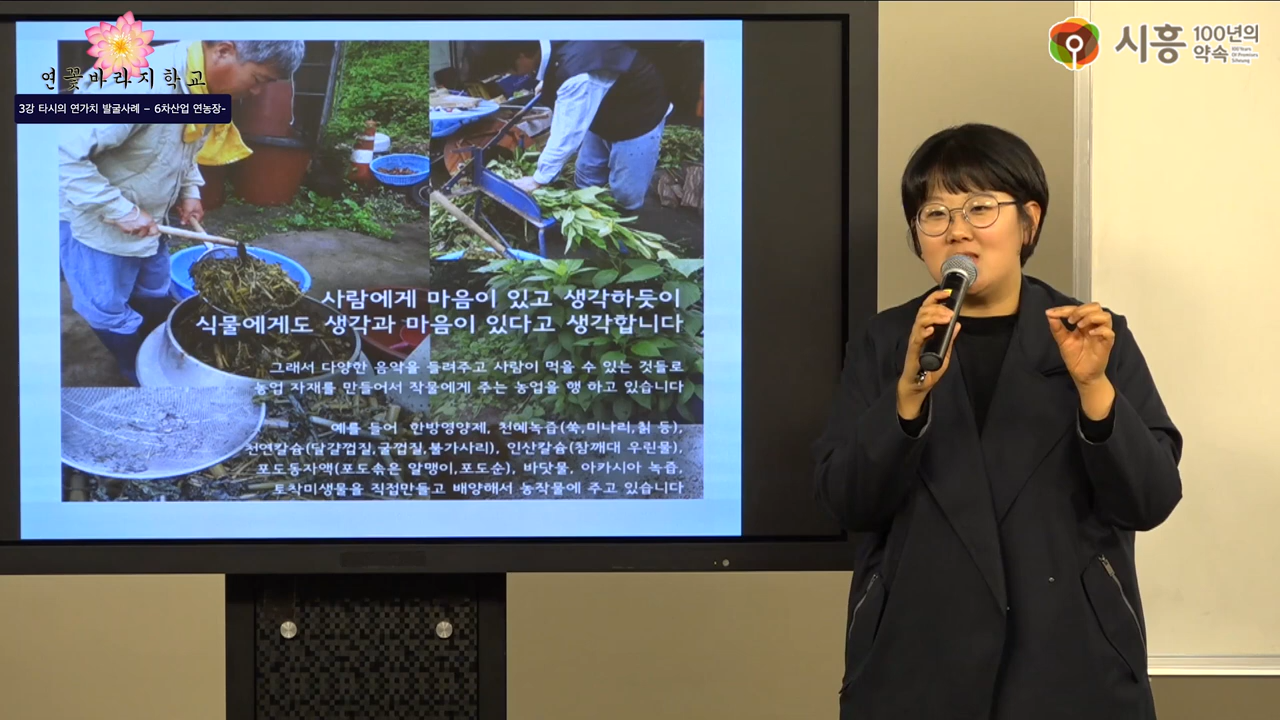 연꽃바라지학교
3강 타시의 연가치 발굴사례 – 6차산업 연농장-
시흥
100년의
약속
100 Years
Of Promises
Siheung
사람에게 마음이 있고 생각하듯이
식물에게도 생각과 마음이 있다고 생각합니다
그래서 다양한 음악을 들려주고 사람이 먹을 수 있는 것들로
농업 자재를 만들어서 작물에게 주는 농업을 행 하고 있습니다
예를 들어 한방영양제, 천혜녹즙(쑥,미나리,칡 등),
천연칼슘(달걀껍질,굴껍질,불가사리), 인산칼슘(참깨대 우린물),
포도동자액(포도솎은 알맹이,포도순), 바닷물, 아카시아 녹즙,
토착미생물을 직접만들고 배양해서 농작물에 주고 있습니다